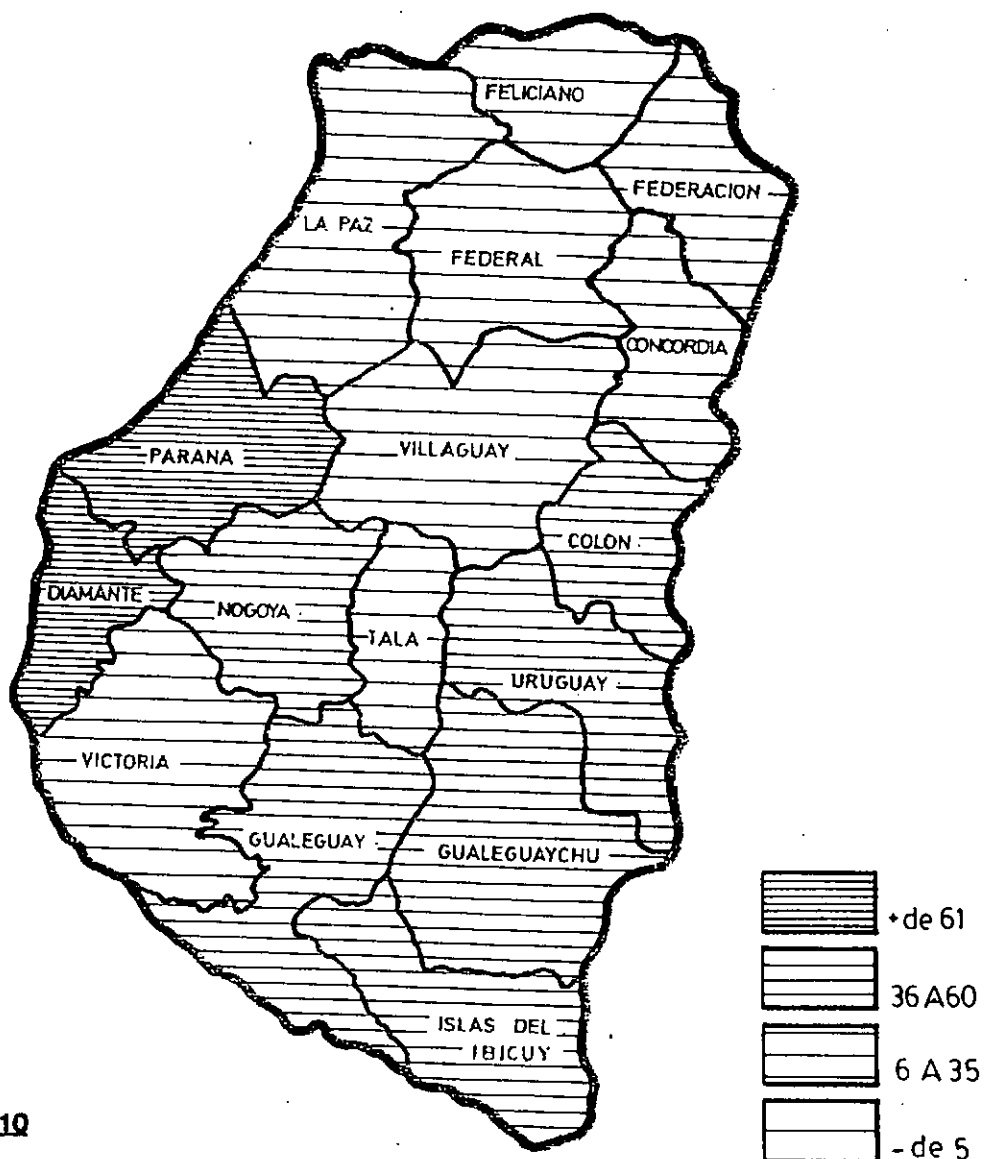 FELICIANO
FEDERACION
LA PAZ
FEDERAL
CONCORDIA
PARANA
VILLAGUAY
COLON
DIAMANTE
NOGOYA
TALA
URUGUAY
VICTORIA
GUALEGUAY
GUALEGUAYCHU
ISLAS DEL
IBICUY
+ de 61
36 A 60
6 A 35
- de 5
10